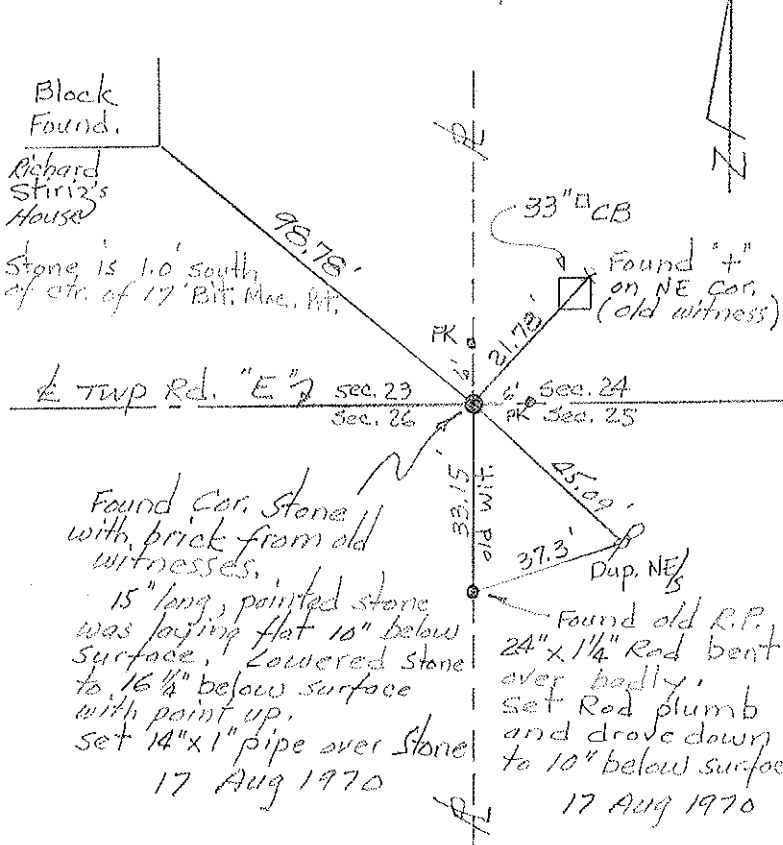 Block
Found.
Richard
Stiriz's
House
Stone is 1.0' south
of ctr. of 17' Bit. Mac. Pvt.
98.78'
33"□ CB
Found "+"
on NE Cor.
(old witness)
21.78'
PK
6'
N
℄ TWP Rd. "E"
Sec. 23
Sec. 26
6'
PK
Sec. 24
Sec. 25
33.15'
old wit.
45.09'
37.3'
Dup. NE/s
Found Cor. Stone
with brick from old
witnesses.
15" long, pointed stone
was laying flat 10" below
surface. Lowered stone
to 16¼" below surface
with point up.
Set 14"x1" pipe over Stone
17 Aug 1970
Found old R.P.
24"x1¼" Rod bent
over badly.
Set Rod plumb
and drove down
to 10" below surfac
17 Aug 1970